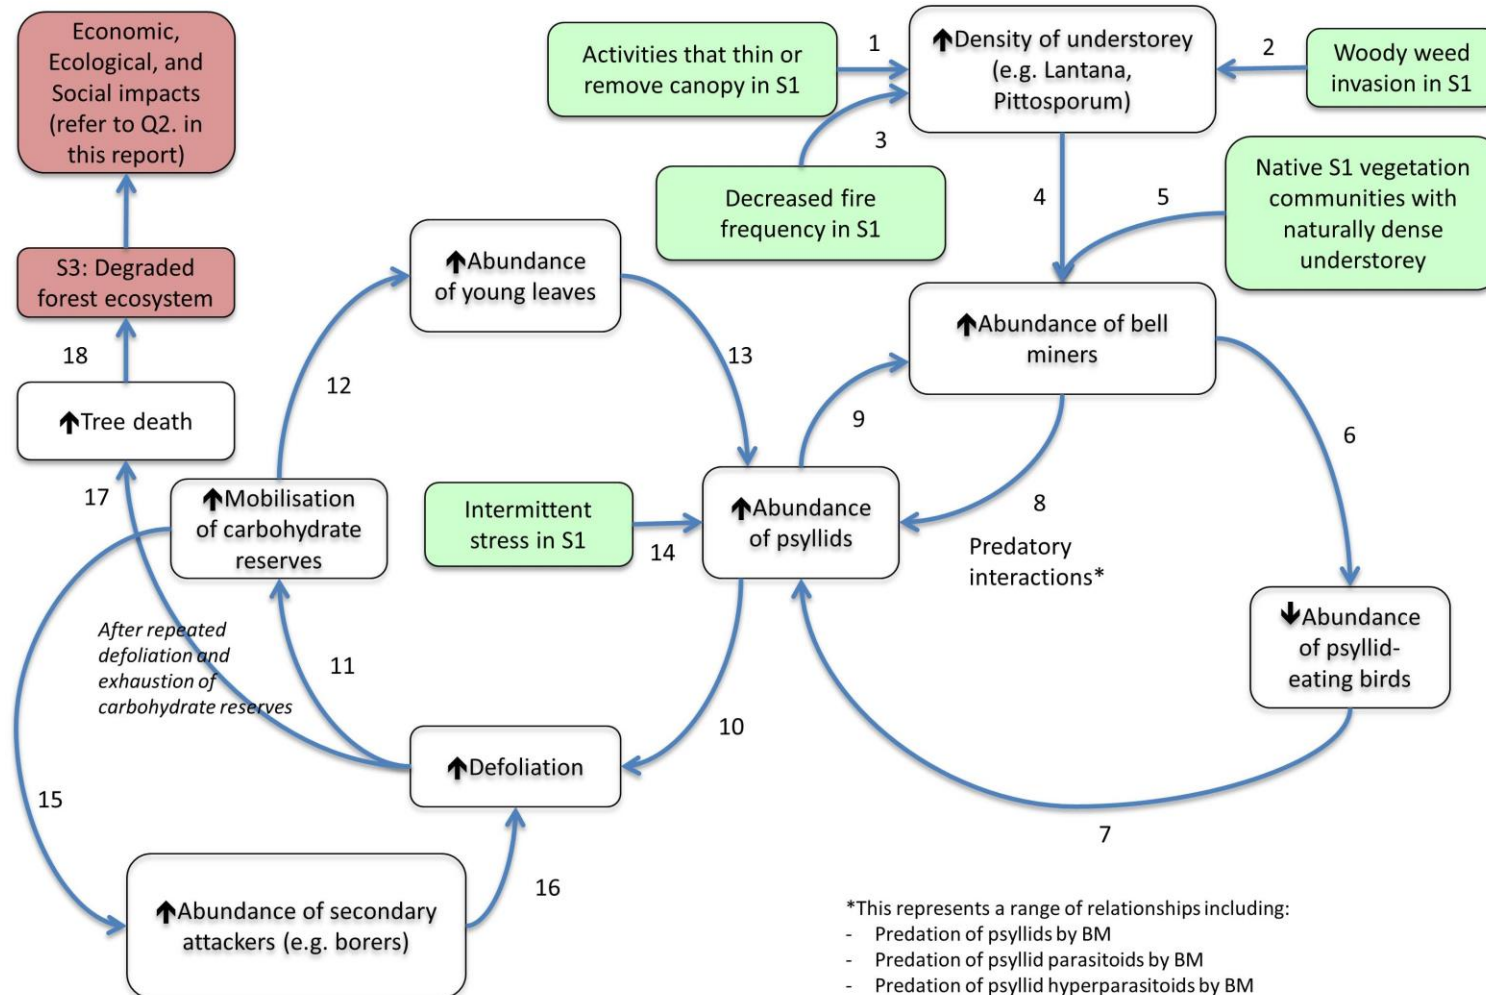 Economic,
Ecological, and
Social impacts
(refer to Q2. in
this report)
Activities that thin or
remove canopy in S1
1
↑Density of understorey
(e.g. Lantana,
Pittosporum)
2
Woody weed
invasion in S1
3
Decreased fire
frequency in S1
4
5
Native S1 vegetation
communities with
naturally dense
understorey
S3: Degraded
forest ecosystem
↑Abundance
of young leaves
↑Abundance of bell
miners
18
12
13
9
6
↑Tree death
17
↑Mobilisation
of carbohydrate
reserves
Intermittent
stress in S1
14
↑Abundance
of psyllids
8
Predatory
interactions*
↓Abundance
of psyllid-
eating birds
After repeated
defoliation and
exhaustion of
carbohydrate reserves
11
10
↑Defoliation
15
7
16
↑Abundance of secondary
attackers (e.g. borers)
*This represents a range of relationships including:
- Predation of psyllids by BM
- Predation of psyllid parasitoids by BM
- Predation of psyllid hyperparasitoids by BM